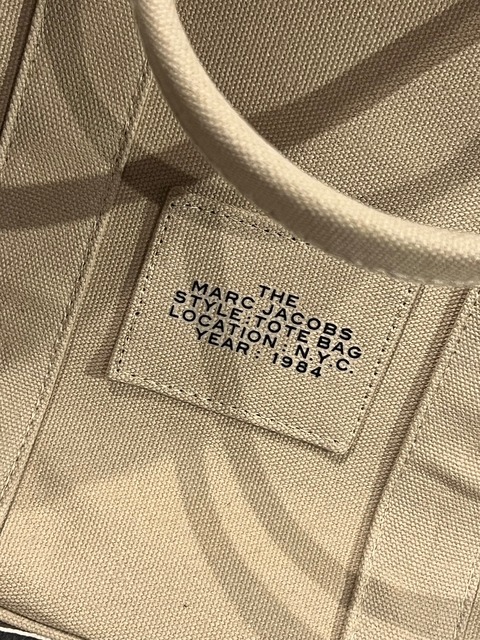 THE
MARC JACOBS
STYLE: TOTE BAG
LOCATION: N.Y.C.
YEAR: 1984